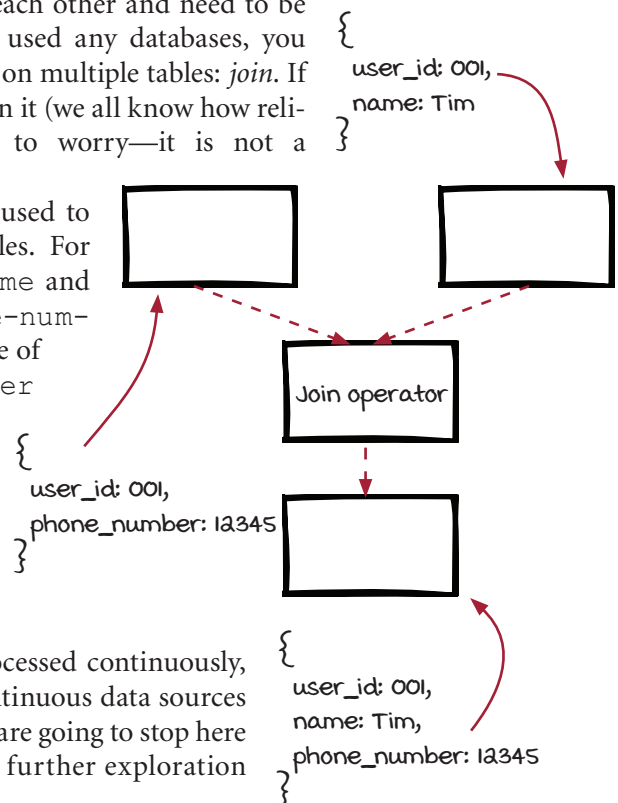 each other and need to be
used any databases, you
on multiple tables: join. If
n it (we all know how reli-
to worry—it is not a
{
user_id: 001,
name: Tim
}
used to
les. For
me and
-num-
e of
er
Join operator
{
user_id: 001,
phone_number: 12345
}
ocessed continuously,
ntinuous data sources
are going to stop here
further exploration
{
user_id: 001,
name: Tim,
phone_number: 12345
}